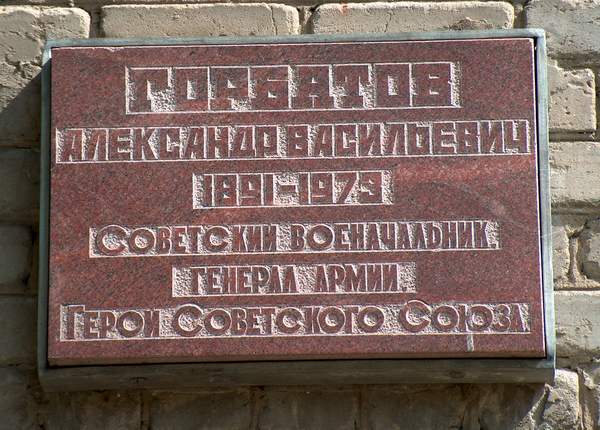 ГОРБАТОВ
АЛЕКСАНДР ВАСИЛЬЕВИЧ
1891-1973
СОВЕТСКИЙ ВОЕНАЧАЛЬНИК.
ГЕНЕРАЛ АРМИИ.
ГЕРОЙ СОВЕТСКОГО СОЮЗА.